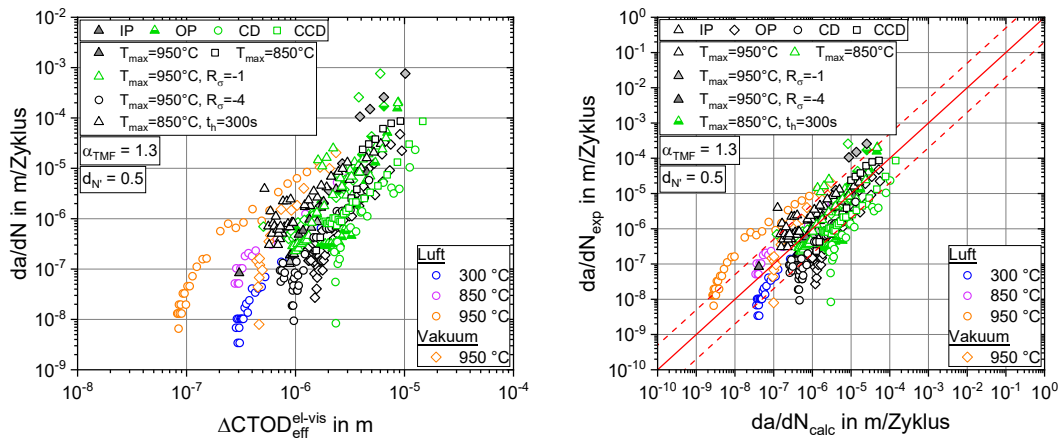 IP OP CD CCD
T_max=950°C T_max=850°C
T_max=950°C, R_σ=-1
T_max=950°C, R_σ=-4
T_max=850°C, t_h=300s
α_TMF = 1.3
d_N' = 0.5
da/dN in m/Zyklus
10^-3
10^-4
10^-5
10^-6
10^-7
10^-8
10^-9
Luft
300 °C
850 °C
950 °C
Vakuum
950 °C
10^-8 10^-7 10^-6 10^-5 10^-4
10^-2
ΔCTOD_eff^el-vis in m
IP OP CD CCD
T_max=950°C T_max=850°C
T_max=950°C, R_σ=-1
T_max=950°C, R_σ=-4
T_max=850°C, t_h=300s
α_TMF = 1.3
d_N' = 0.5
da/dN_exp in m/Zyklus
10^0
10^-1
10^-2
10^-3
10^-4
10^-5
10^-6
10^-7
10^-8
10^-9
10^-10
Luft
300 °C
850 °C
950 °C
Vakuum
950 °C
10^-10 10^-9 10^-8 10^-7 10^-6 10^-5 10^-4 10^-3 10^-2 10^-1 10^0
da/dN_calc in m/Zyklus